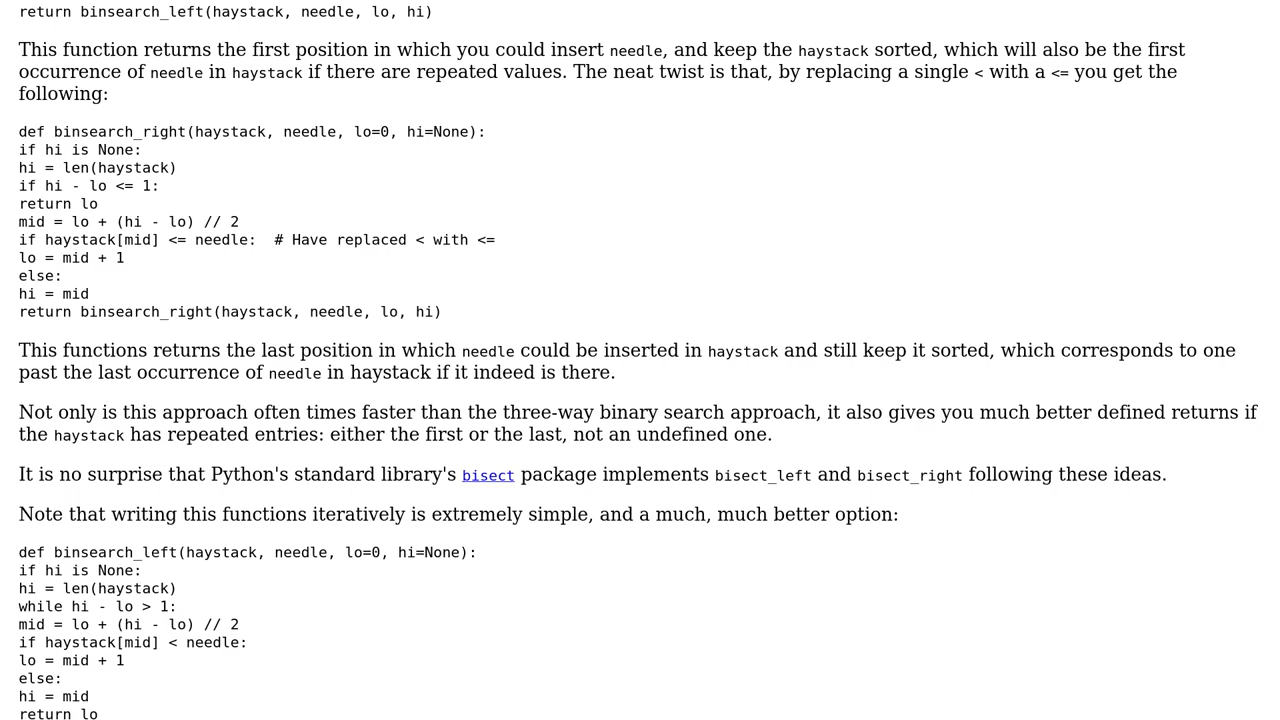 return binsearch_left(haystack, needle, lo, hi)
This function returns the first position in which you could insert needle, and keep the haystack sorted, which will also be the first
occurrence of needle in haystack if there are repeated values. The neat twist is that, by replacing a single < with a <= you get the
following:
def binsearch_right(haystack, needle, lo=0, hi=None):
if hi is None:
hi = len(haystack)
if hi - lo <= 1:
return lo
mid = lo + (hi - lo) // 2
if haystack[mid] <= needle:  # Have replaced < with <=
lo = mid + 1
else:
hi = mid
return binsearch_right(haystack, needle, lo, hi)
This functions returns the last position in which needle could be inserted in haystack and still keep it sorted, which corresponds to one
past the last occurrence of needle in haystack if it indeed is there.
Not only is this approach often times faster than the three-way binary search approach, it also gives you much better defined returns if
the haystack has repeated entries: either the first or the last, not an undefined one.
It is no surprise that Python's standard library's bisect package implements bisect_left and bisect_right following these ideas.
Note that writing this functions iteratively is extremely simple, and a much, much better option:
def binsearch_left(haystack, needle, lo=0, hi=None):
if hi is None:
hi = len(haystack)
while hi - lo > 1:
mid = lo + (hi - lo) // 2
if haystack[mid] < needle:
lo = mid + 1
else:
hi = mid
return lo